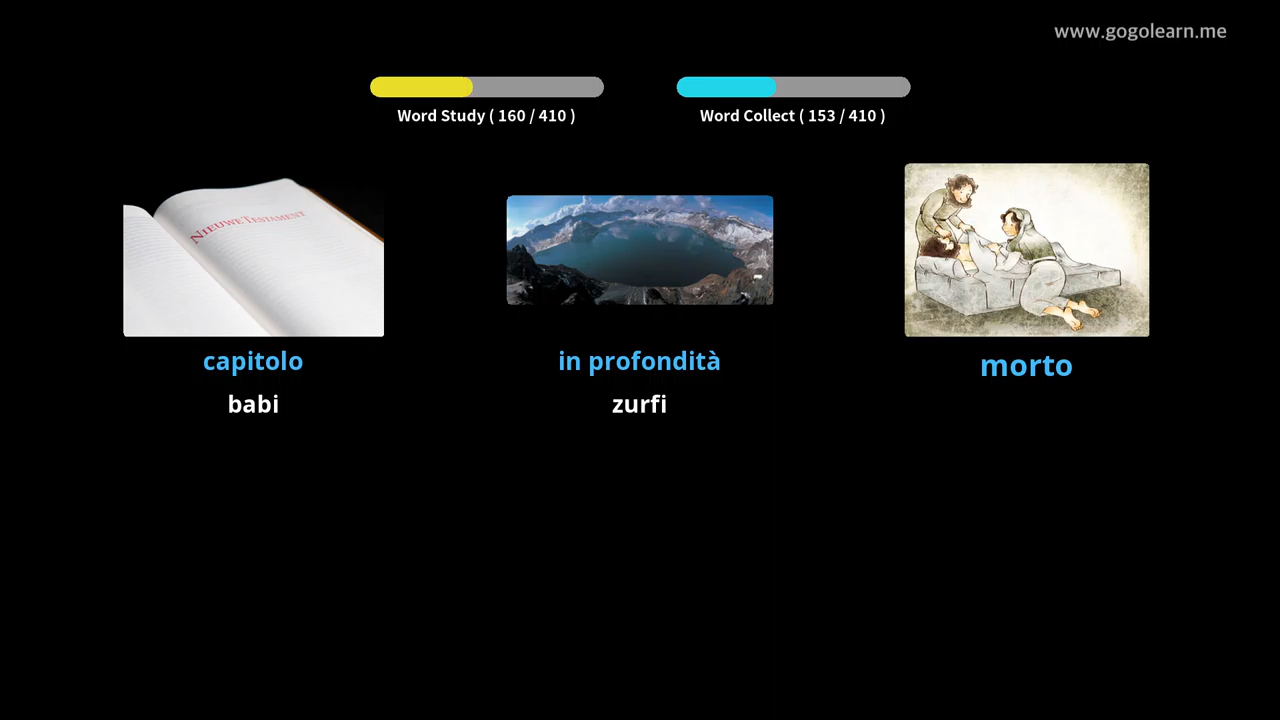 www.gogolearn.me
Word Study ( 160 / 410 )
Word Collect ( 153 / 410 )
NIEUWE TESTAMENT
capitolo
in profondità
morto
babi
zurfi